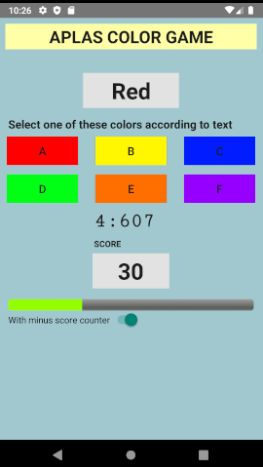 10:26
APLAS COLOR GAME
Red
Select one of these colors according to text
A B C
D E F
4:607
SCORE
30
With minus score counter